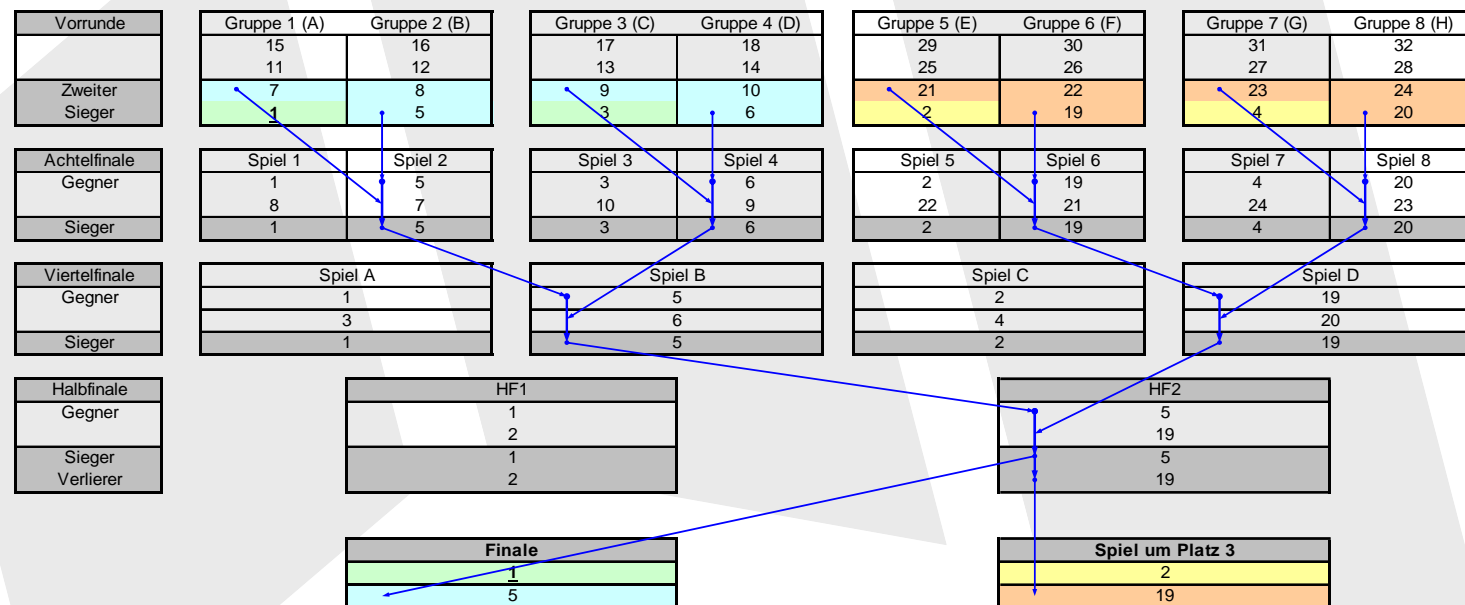 Vorrunde Gruppe 1 (A) Gruppe 2 (B) Gruppe 3 (C) Gruppe 4 (D) Gruppe 5 (E) Gruppe 6 (F) Gruppe 7 (G) Gruppe 8 (H)
15 16 17 18 29 30 31 32
11 12 13 14 25 26 27 28
Zweiter 7 8 9 10 21 22 23 24
Sieger 1 5 3 6 2 19 4 20
Achtelfinale Spiel 1 Spiel 2 Spiel 3 Spiel 4 Spiel 5 Spiel 6 Spiel 7 Spiel 8
Gegner 1 5 3 6 2 19 4 20
8 7 10 9 22 21 24 23
Sieger 1 5 3 6 2 19 4 20
Viertelfinale Spiel A Spiel B Spiel C Spiel D
Gegner 1 5 2 19
3 6 4 20
Sieger 1 5 2 19
Halbfinale HF1 HF2
Gegner 1 5
2 19
Sieger 1 5
Verlierer 2 19
Finale Spiel um Platz 3
1 2
5 19